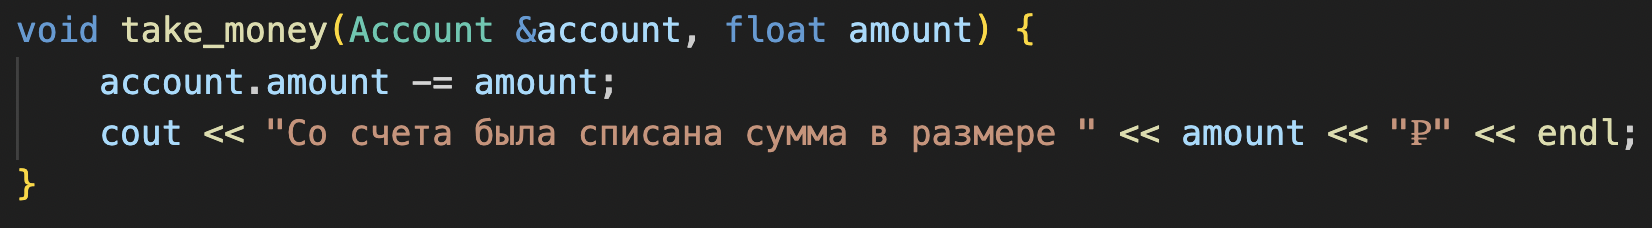 void take_money(Account &account, float amount) {
    account.amount -= amount;
    cout << "Со счета была списана сумма в размере " << amount << "₽" << endl;
}